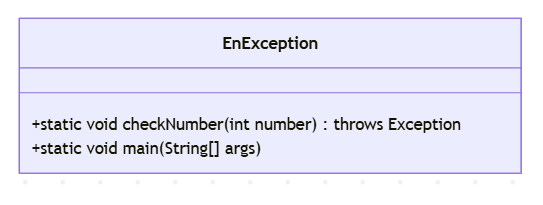 EnException
+static void checkNumber(int number) : throws Exception
+static void main(String[] args)